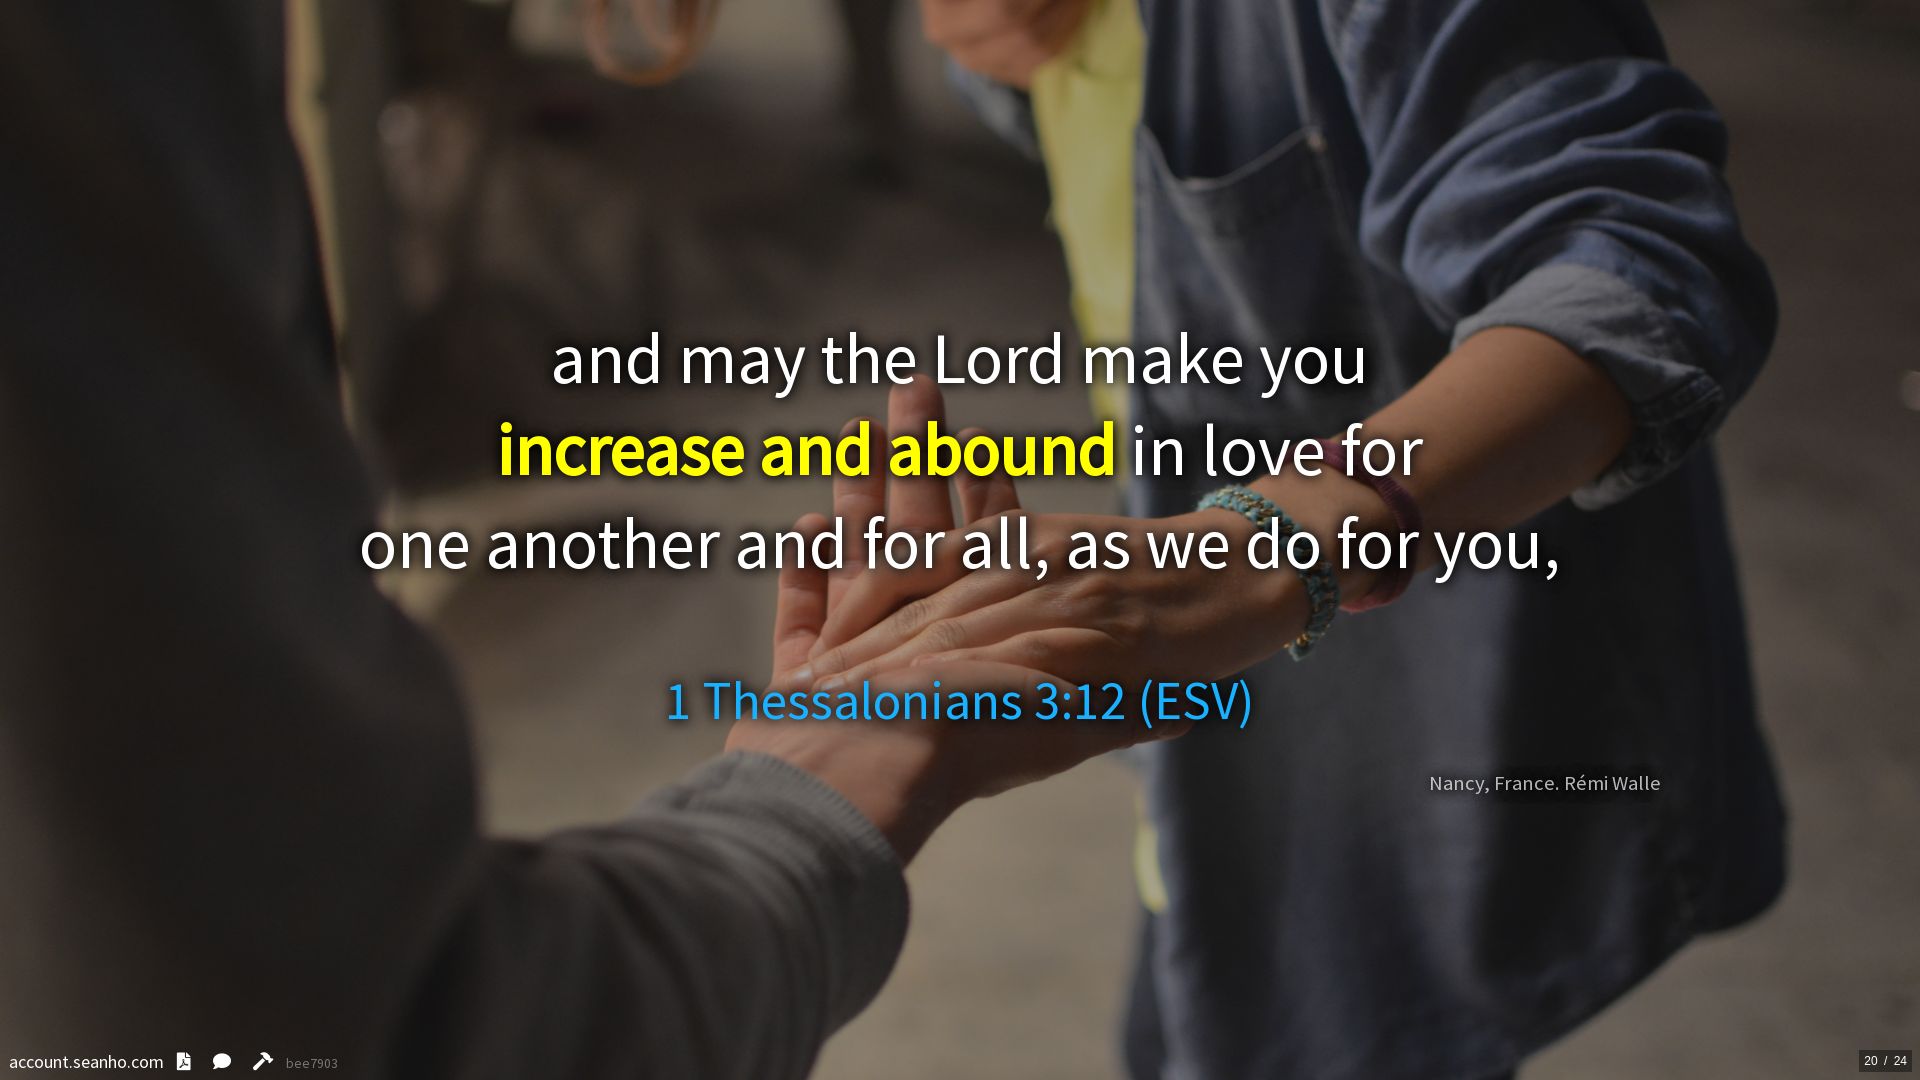 and may the Lord make you
increase and abound in love for
one another and for all, as we do for you,
1 Thessalonians 3:12 (ESV)
Nancy, France. Rémi Walle
account.seanho.com bee7903
20 / 24